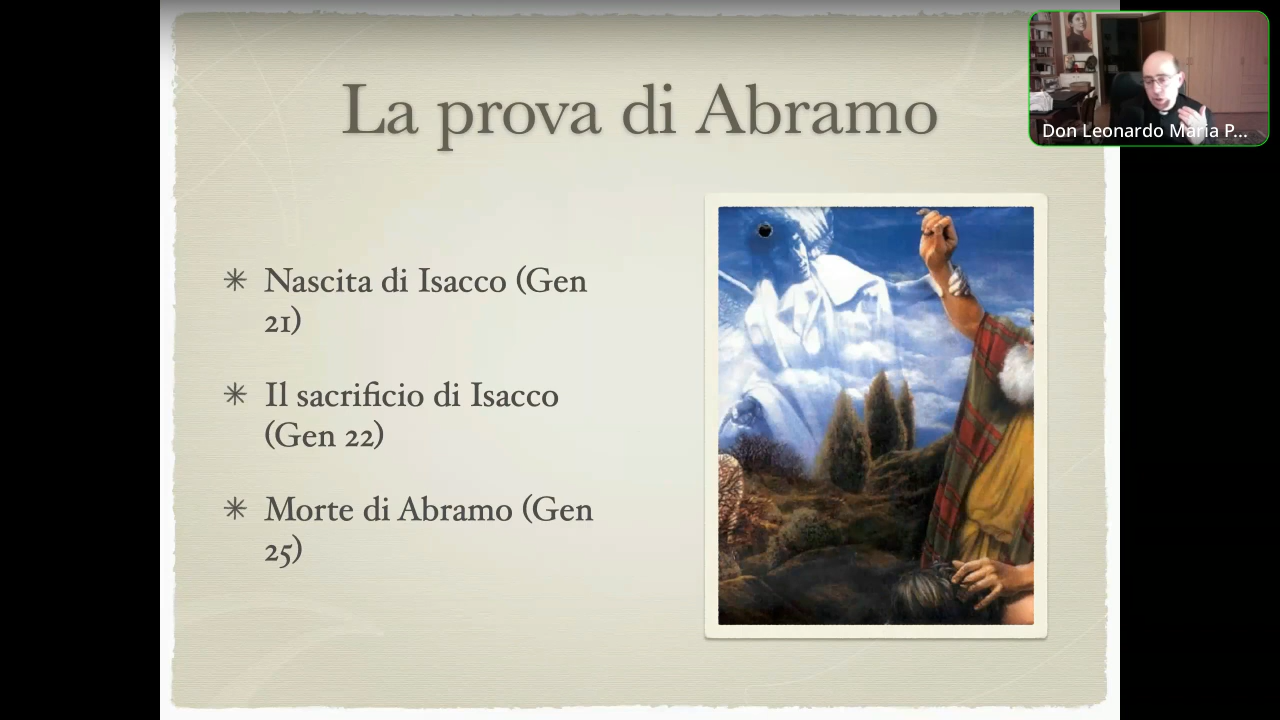 La prova di Abramo
Don Leonardo Maria P...
Nascita di Isacco (Gen
21)
Il sacrificio di Isacco
(Gen 22)
Morte di Abramo (Gen
25)